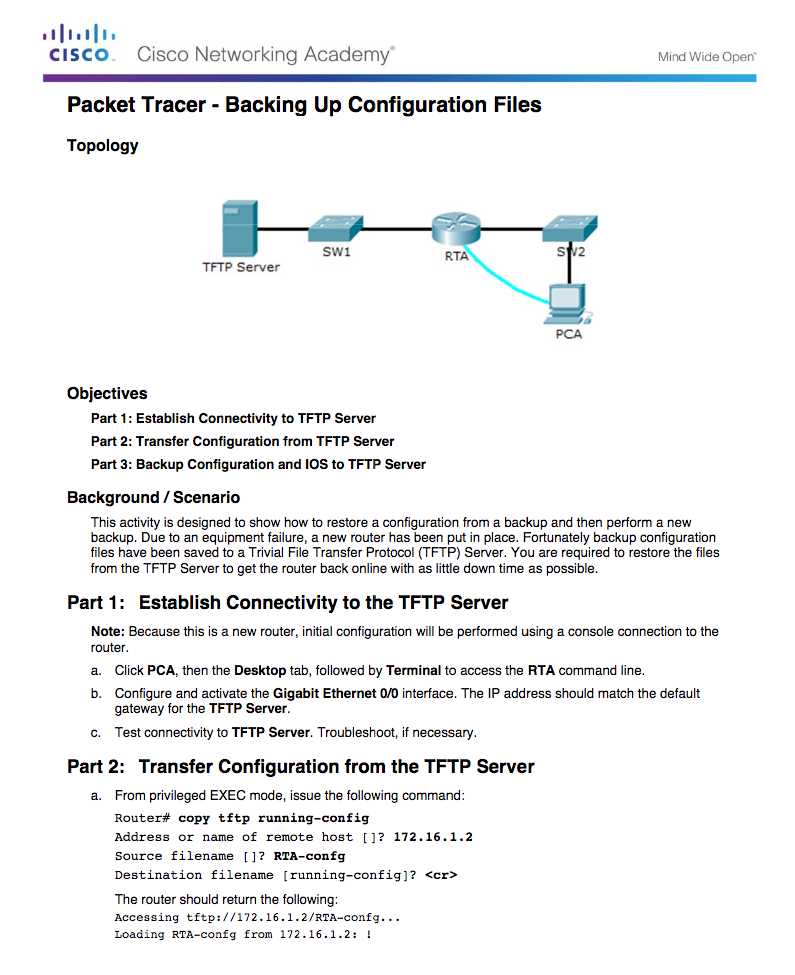 CISCO
Cisco Networking Academy®
Mind Wide Open™
Packet Tracer - Backing Up Configuration Files
Topology
TFTP Server
SW1
RTA
SW2
PCA
Objectives
Part 1: Establish Connectivity to TFTP Server
Part 2: Transfer Configuration from TFTP Server
Part 3: Backup Configuration and IOS to TFTP Server
Background / Scenario
This activity is designed to show how to restore a configuration from a backup and then perform a new
backup. Due to an equipment failure, a new router has been put in place. Fortunately backup configuration
files have been saved to a Trivial File Transfer Protocol (TFTP) Server. You are required to restore the files
from the TFTP Server to get the router back online with as little down time as possible.
Part 1: Establish Connectivity to the TFTP Server
Note: Because this is a new router, initial configuration will be performed using a console connection to the
router.
a. Click PCA, then the Desktop tab, followed by Terminal to access the RTA command line.
b. Configure and activate the Gigabit Ethernet 0/0 interface. The IP address should match the default
gateway for the TFTP Server.
c. Test connectivity to TFTP Server. Troubleshoot, if necessary.
Part 2: Transfer Configuration from the TFTP Server
a. From privileged EXEC mode, issue the following command:
Router# copy tftp running-config
Address or name of remote host []? 172.16.1.2
Source filename []? RTA-confg
Destination filename [running-config]? <cr>
The router should return the following:
Accessing tftp://172.16.1.2/RTA-confg...
Loading RTA-confg from 172.16.1.2: !